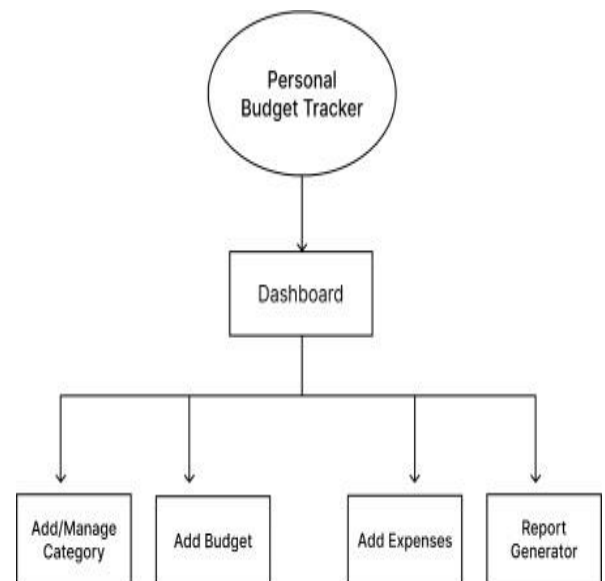 Personal
Budget Tracker
Dashboard
Add/Manage
Category
Add Budget
Add Expenses
Report
Generator